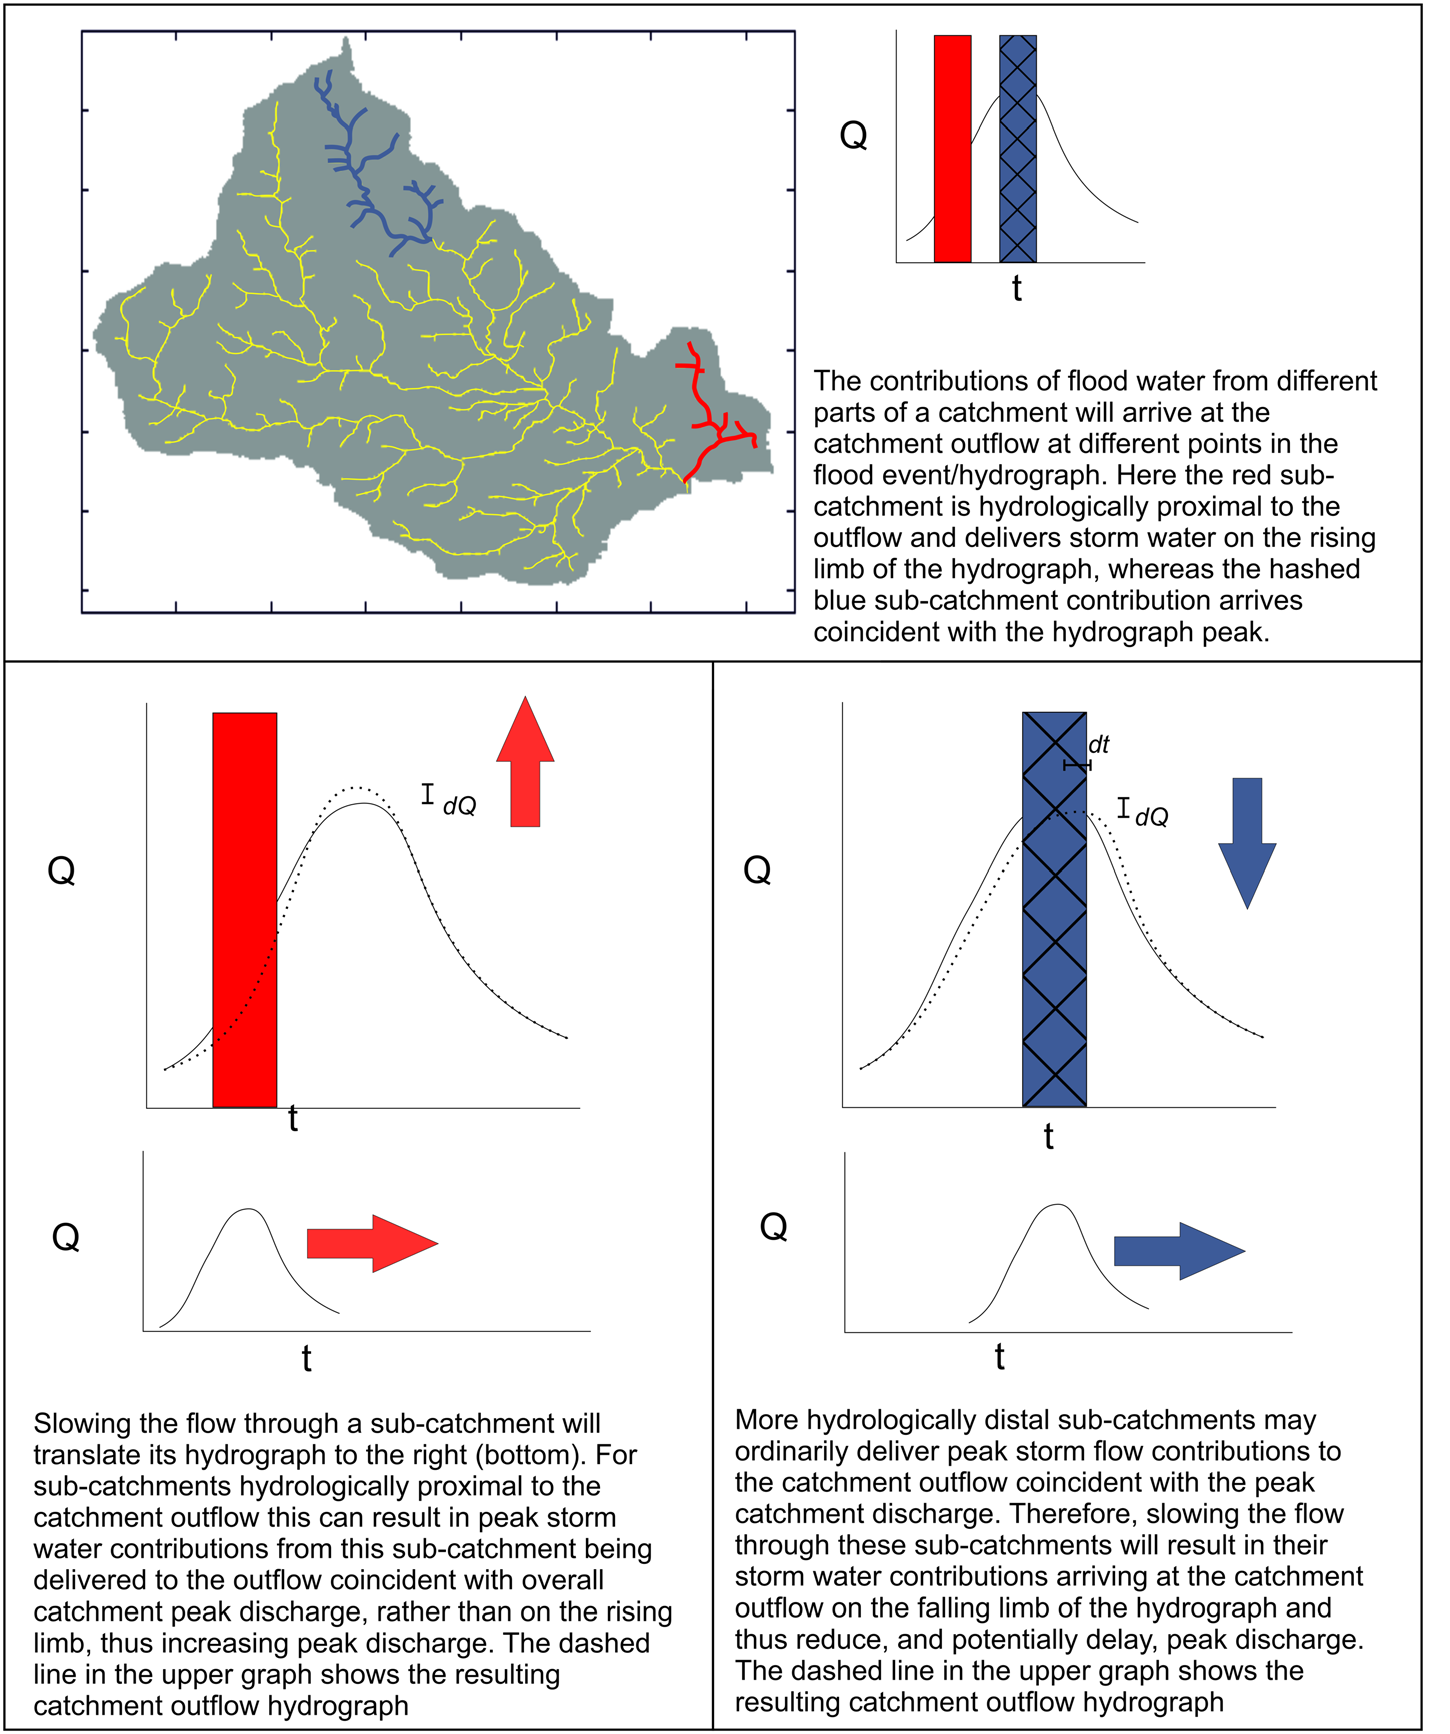 Q
t
The contributions of flood water from different
parts of a catchment will arrive at the
catchment outflow at different points in the
flood event/hydrograph. Here the red sub-
catchment is hydrologically proximal to the
outflow and delivers storm water on the rising
limb of the hydrograph, whereas the hashed
blue sub-catchment contribution arrives
coincident with the hydrograph peak.
dQ
Q
t
Q
t
Slowing the flow through a sub-catchment will
translate its hydrograph to the right (bottom). For
sub-catchments hydrologically proximal to the
catchment outflow this can result in peak storm
water contributions from this sub-catchment being
delivered to the outflow coincident with overall
catchment peak discharge, rather than on the rising
limb, thus increasing peak discharge. The dashed
line in the upper graph shows the resulting
catchment outflow hydrograph
dt
dQ
Q
t
Q
t
More hydrologically distal sub-catchments may
ordinarily deliver peak storm flow contributions to
the catchment outflow coincident with the peak
catchment discharge. Therefore, slowing the flow
through these sub-catchments will result in their
storm water contributions arriving at the catchment
outflow on the falling limb of the hydrograph and
thus reduce, and potentially delay, peak discharge.
The dashed line in the upper graph shows the
resulting catchment outflow hydrograph